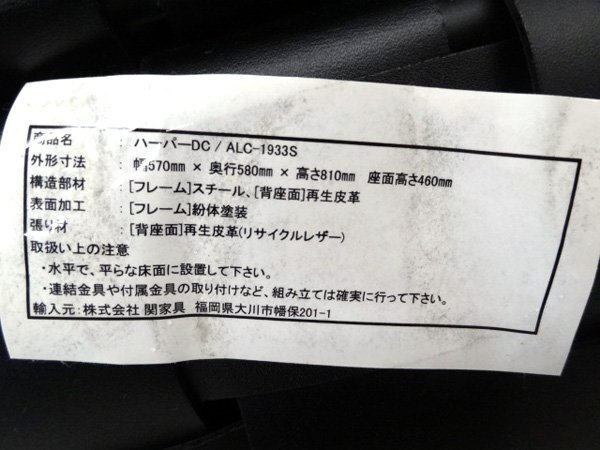 商品名 : ハーパーDC / ALC-1933S
外形寸法 : 幅570mm × 奥行580mm × 高さ810mm 座面高さ460mm
構造部材 : [フレーム]スチール、[背座面]再生皮革
表面加工 : [フレーム]粉体塗装
張り材 : [背座面]再生皮革(リサイクルレザー)
取扱い上の注意
・水平で、平らな床面に設置して下さい。
・連結金具や付属金具の取り付けなど、組み立ては確実に行って下さい。
輸入元:株式会社 関家具 福岡県大川市幡保201-1